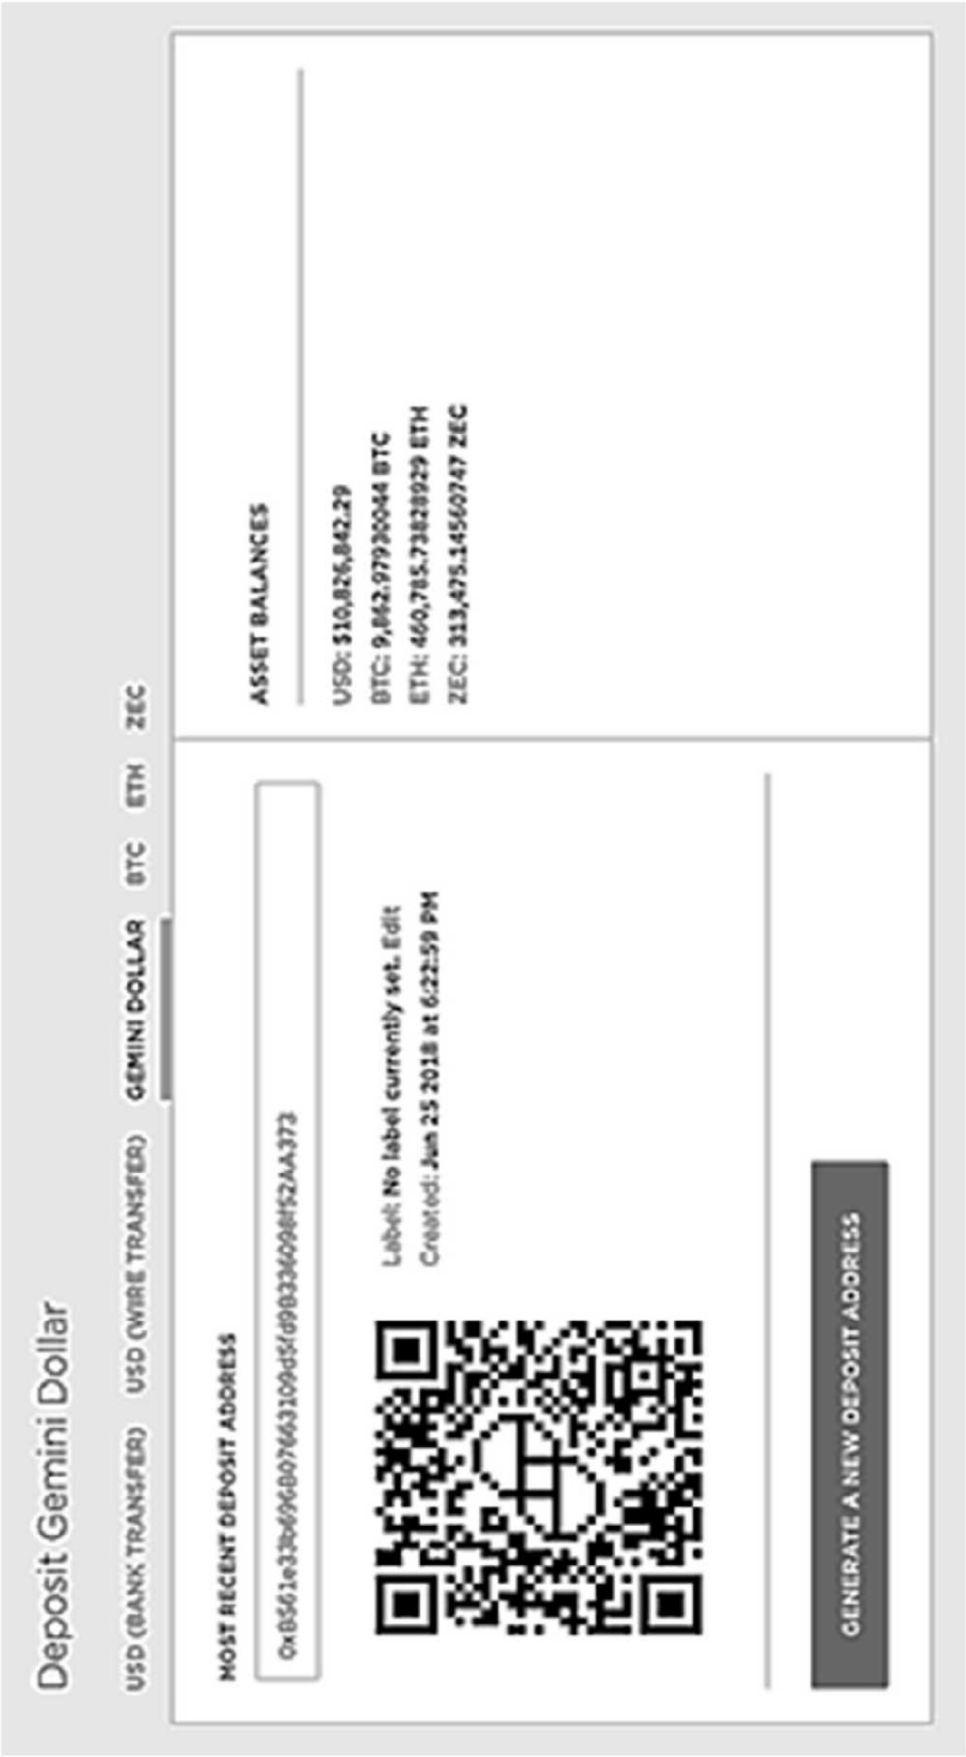 Deposit Gemini Dollar
USD (BANK TRANSFER) USD (WIRE TRANSFER) GEMINI DOLLAR BTC ETH ZEC
MOST RECENT DEPOSIT ADDRESS
Label: No label currently set. Edit
Created: Jun 25 2018 at 6:22:59 PM
GENERATE A NEW DEPOSIT ADDRESS
ASSET BALANCES
USD: $10,826,842.29
BTC: 9,862.97930044 BTC
ETH: 460,785.73828929 ETH
ZEC: 313,475.14560747 ZEC